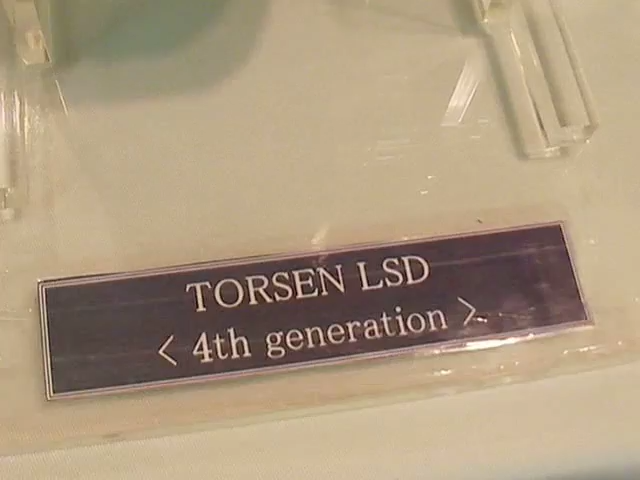 TORSEN LSD
< 4th generation >